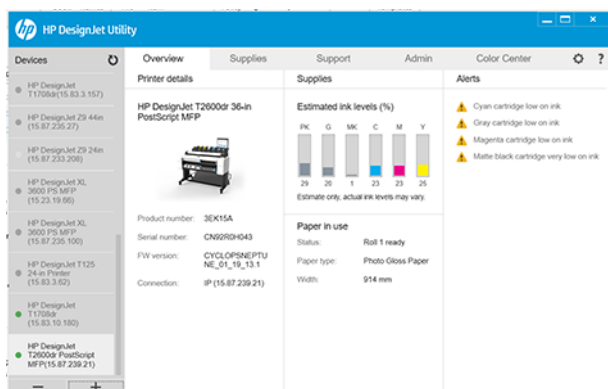 HP DesignJet Utility
Devices
HP DesignJet
T1708dr(15.83.3.157)
HP DesignJet Z9 44in
(15.87.235.27)
HP DesignJet Z9 24in
(15.87.233.208)
HP DesignJet XL
3600 PS MFP
(15.23.19.66)
HP DesignJet XL
3600 PS MFP
(15.87.235.100)
HP DesignJet T125
24-in Printer
(15.83.3.62)
HP DesignJet
T1708dr
(15.83.10.180)
HP DesignJet
T2600dr PostScript
MFP(15.87.239.21)
Overview
Supplies
Support
Admin
Color Center
?
Printer details
HP DesignJet T2600dr 36-in
PostScript MFP
Product number: 3EK15A
Serial number: CN92R0H043
FW version: CYCLOPSNEPTU
NE_01_19_13.1
Connection: IP (15.87.239.21)
Supplies
Estimated ink levels (%)
PK G MK C M Y
29 20 1 23 23 25
Estimate only, actual ink levels may vary.
Paper in use
Status: Roll 1 ready
Paper type: Photo Gloss Paper
Width: 914 mm
Alerts
Cyan cartridge low on ink
Gray cartridge low on ink
Magenta cartridge low on ink
Matte black cartridge very low on ink